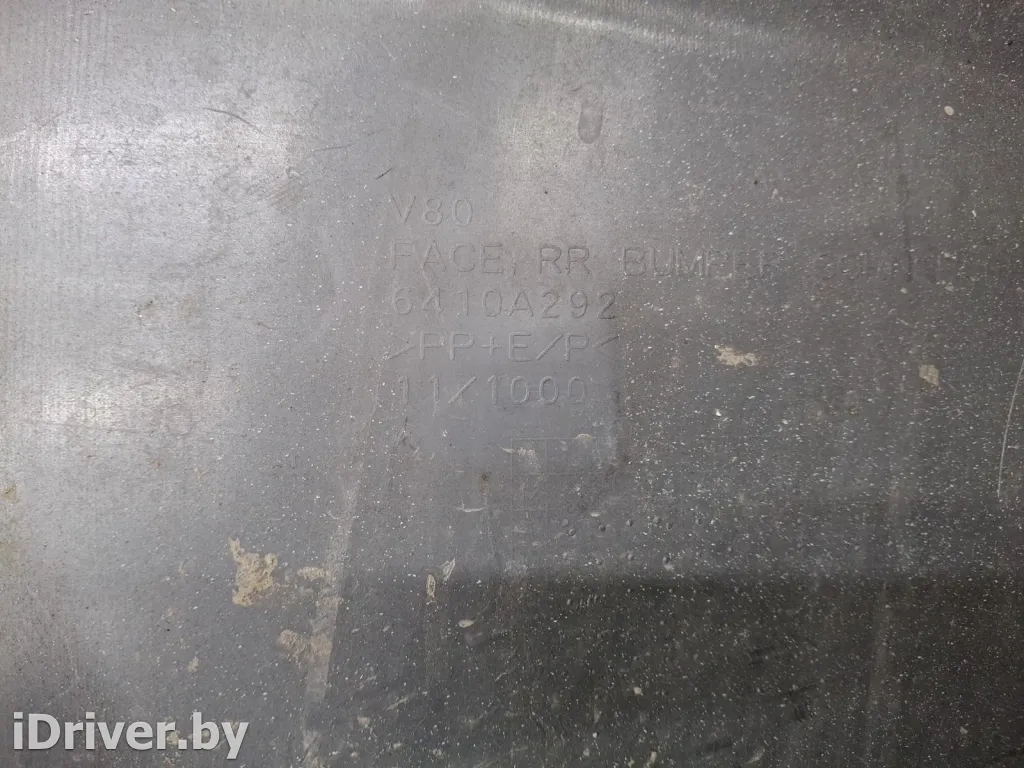 V80
FACE, RR BUMPER
6410A292
>PP+E/P<
11/1000
iDriver.by